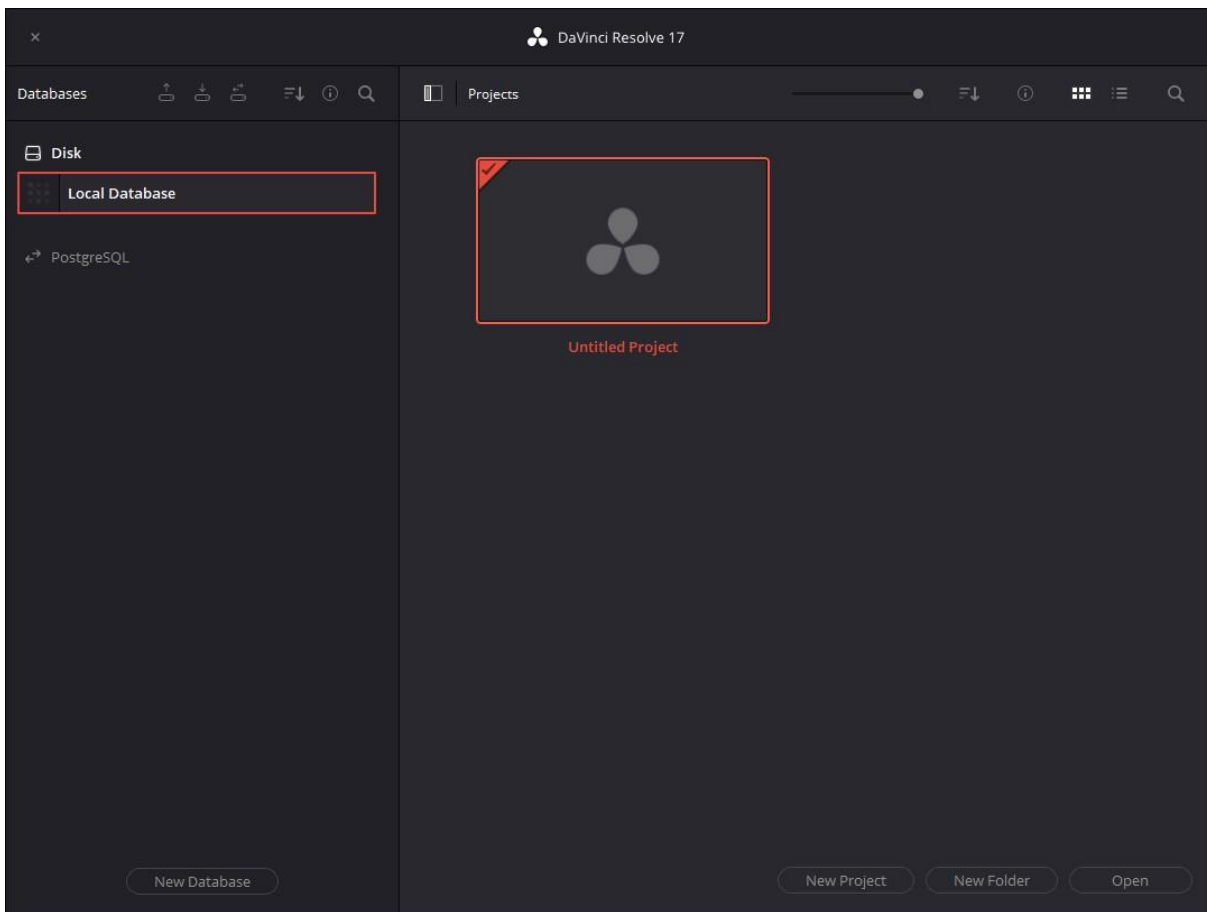 DaVinci Resolve 17
Databases
Projects
Disk
Local Database
PostgreSQL
Untitled Project
New Database
New Project
New Folder
Open